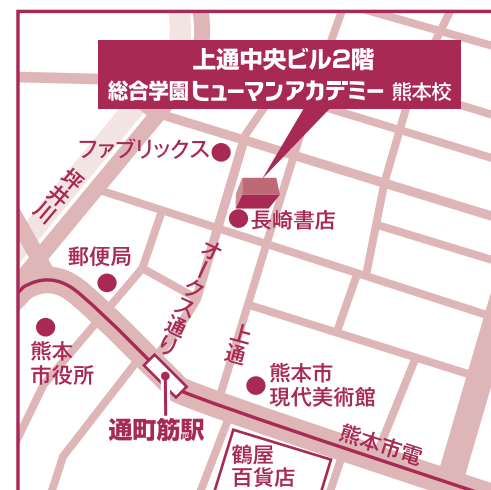 上通中央ビル2階
総合学園ヒューマンアカデミー 熊本校
ファブリックス
坪井川
長崎書店
郵便局
オークス通り
上通
熊本
市役所
熊本市
現代美術館
通町筋駅
熊本市電
鶴屋
百貨店